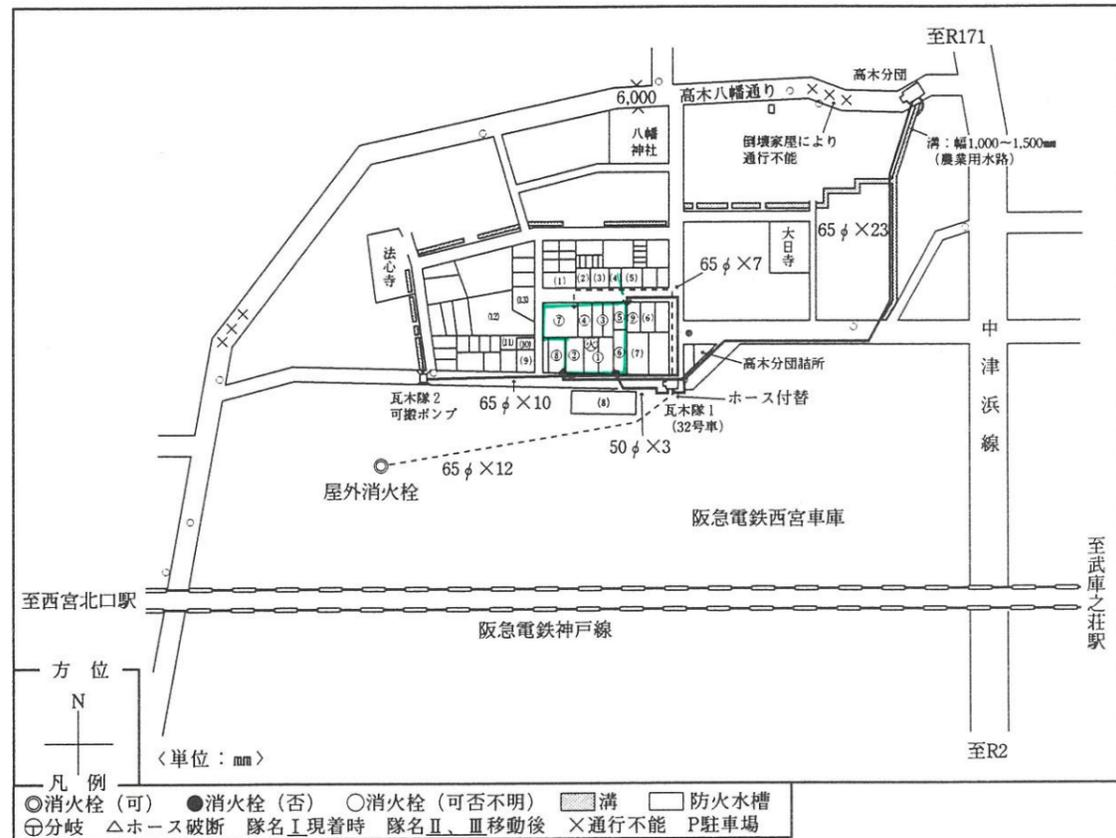 至R171
高木分団
6,000
高木八幡通り
八幡
神社
倒壊家屋により
通行不能
溝：幅1,000～1,500㎜
（農業用水路）
65φ×23
大
日
寺
65φ×7
法
心
寺
(1)
(2)
(3)
(4)
(5)
(13)
(12)
⑦
④
③
⑤
⑨
(6)
(11)
(10)
(9)
⑧
②
火
①
⑥
(7)
高木分団詰所
中
津
浜
線
瓦木隊2
可搬ポンプ
65φ×10
(8)
瓦木隊1
(32号車)
ホース付替
50φ×3
65φ×12
屋外消火栓
阪急電鉄西宮車庫
至西宮北口駅
至
武
庫
之
荘
駅
阪急電鉄神戸線
方 位
N
〈単位：㎜〉
至R2
凡 例
◎消火栓（可） ●消火栓（否） ○消火栓（可否不明） 溝 防火水槽
分岐 △ホース破断 隊名Ⅰ現着時 隊名Ⅱ、Ⅲ移動後 ×通行不能 P駐車場